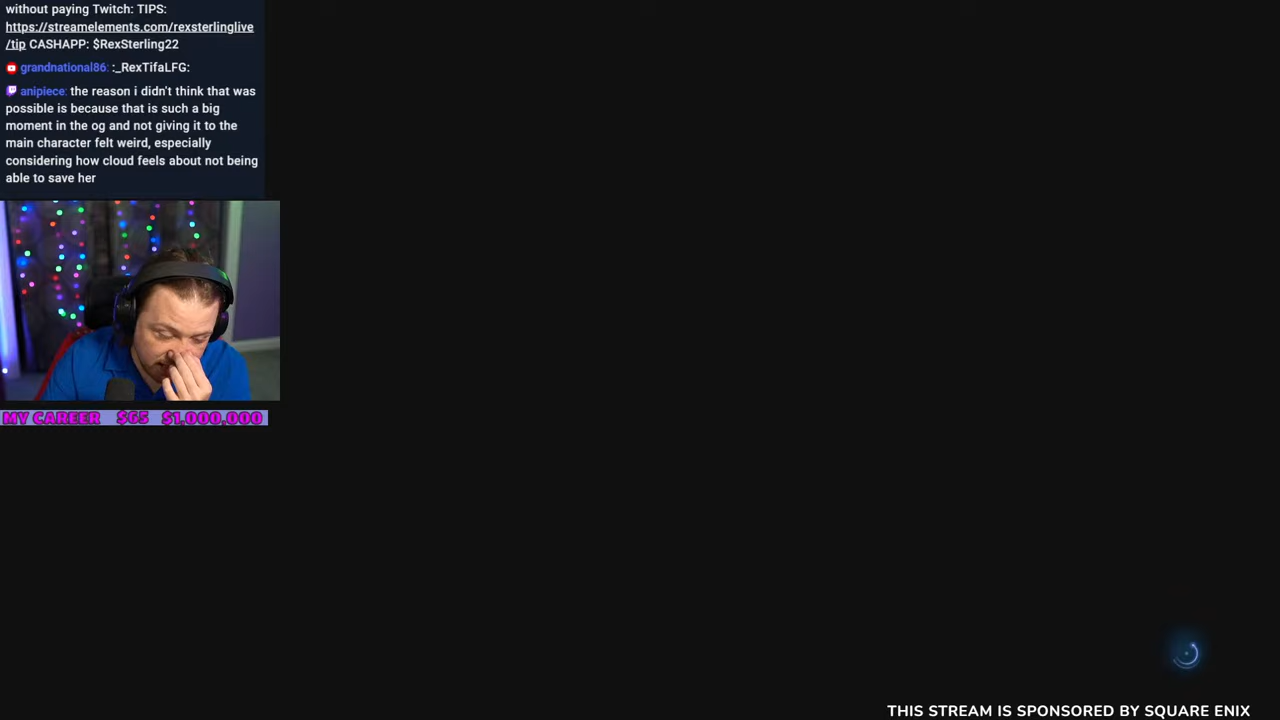 without paying Twitch: TIPS:
https://streamelements.com/rexsterlinglive
/tip CASHAPP: $RexSterling22
grandnational86: :_RexTifaLFG:
anipiece: the reason i didn't think that was
possible is because that is such a big
moment in the og and not giving it to the
main character felt weird, especially
considering how cloud feels about not being
able to save her
MY CAREER $65 $1,000,000
THIS STREAM IS SPONSORED BY SQUARE ENIX